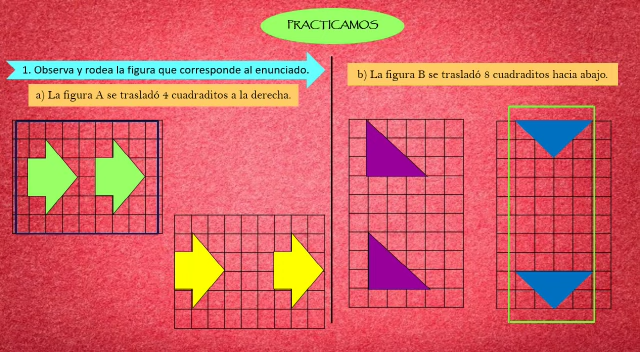 PRACTICAMOS
1. Observa y rodea la figura que corresponde al enunciado.
a) La figura A se trasladó 4 cuadraditos a la derecha.
b) La figura B se trasladó 8 cuadraditos hacia abajo.